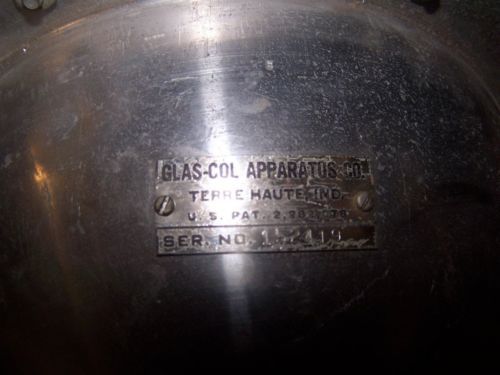 GLAS-COL APPARATUS CO.
TERRE HAUTE, IND.
U. S. PAT.
SER. NO.